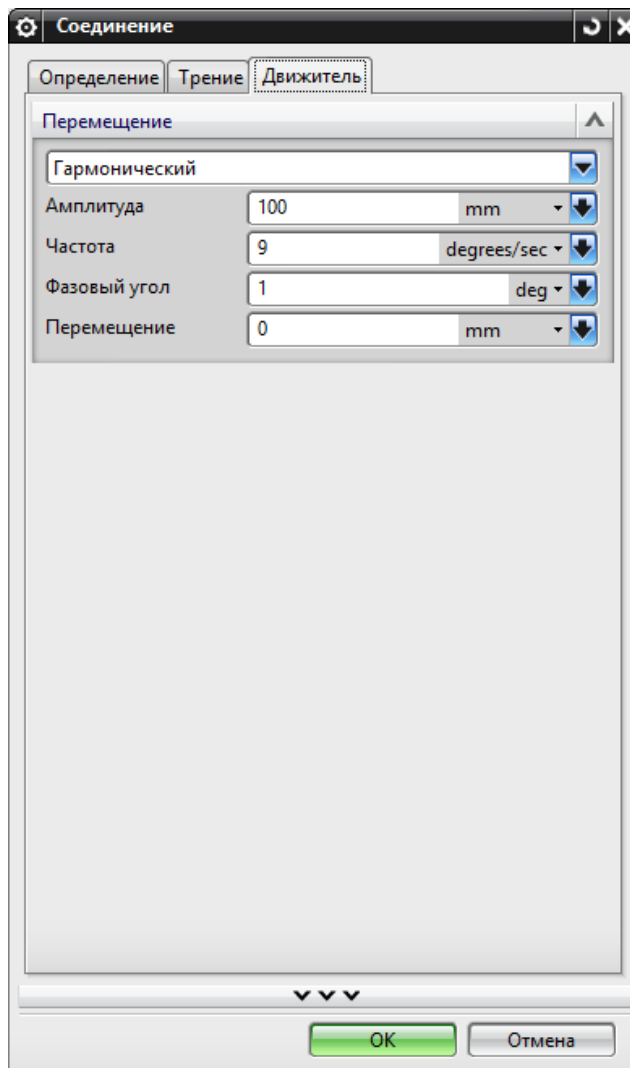 Соединение
Определение Трение Движитель
Перемещение
Гармонический
Амплитуда 100 mm
Частота 9 degrees/sec
Фазовый угол 1 deg
Перемещение 0 mm
OK Отмена